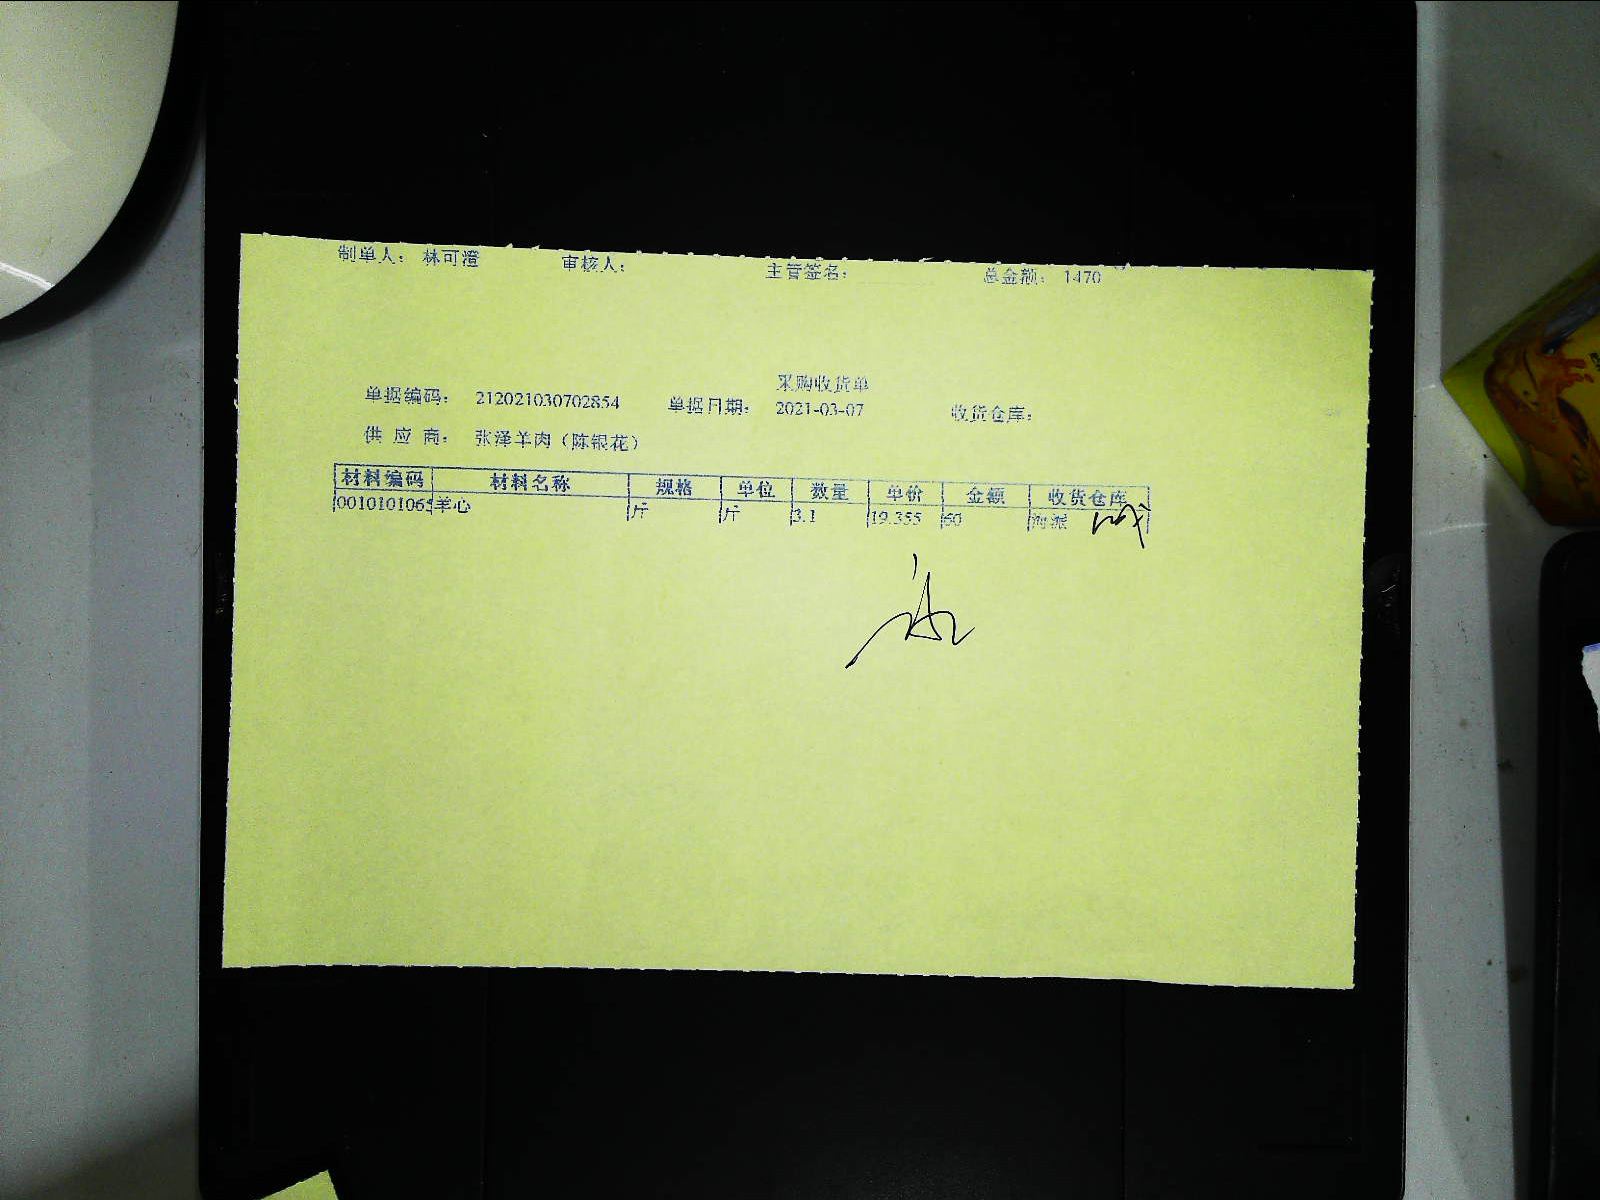 制单人： 林可澄 审核人： 主管签名： 总金额： 1470
采购收货单
单据编码： 212021030702854 单据日期： 2021-03-07 收货仓库：
供 应 商： 张泽羊肉（陈银花）
材料编码 材料名称 规格 单位 数量 单价 金额 收货仓库
0010101065 羊心 斤 斤 3.1 19.355 60 海派